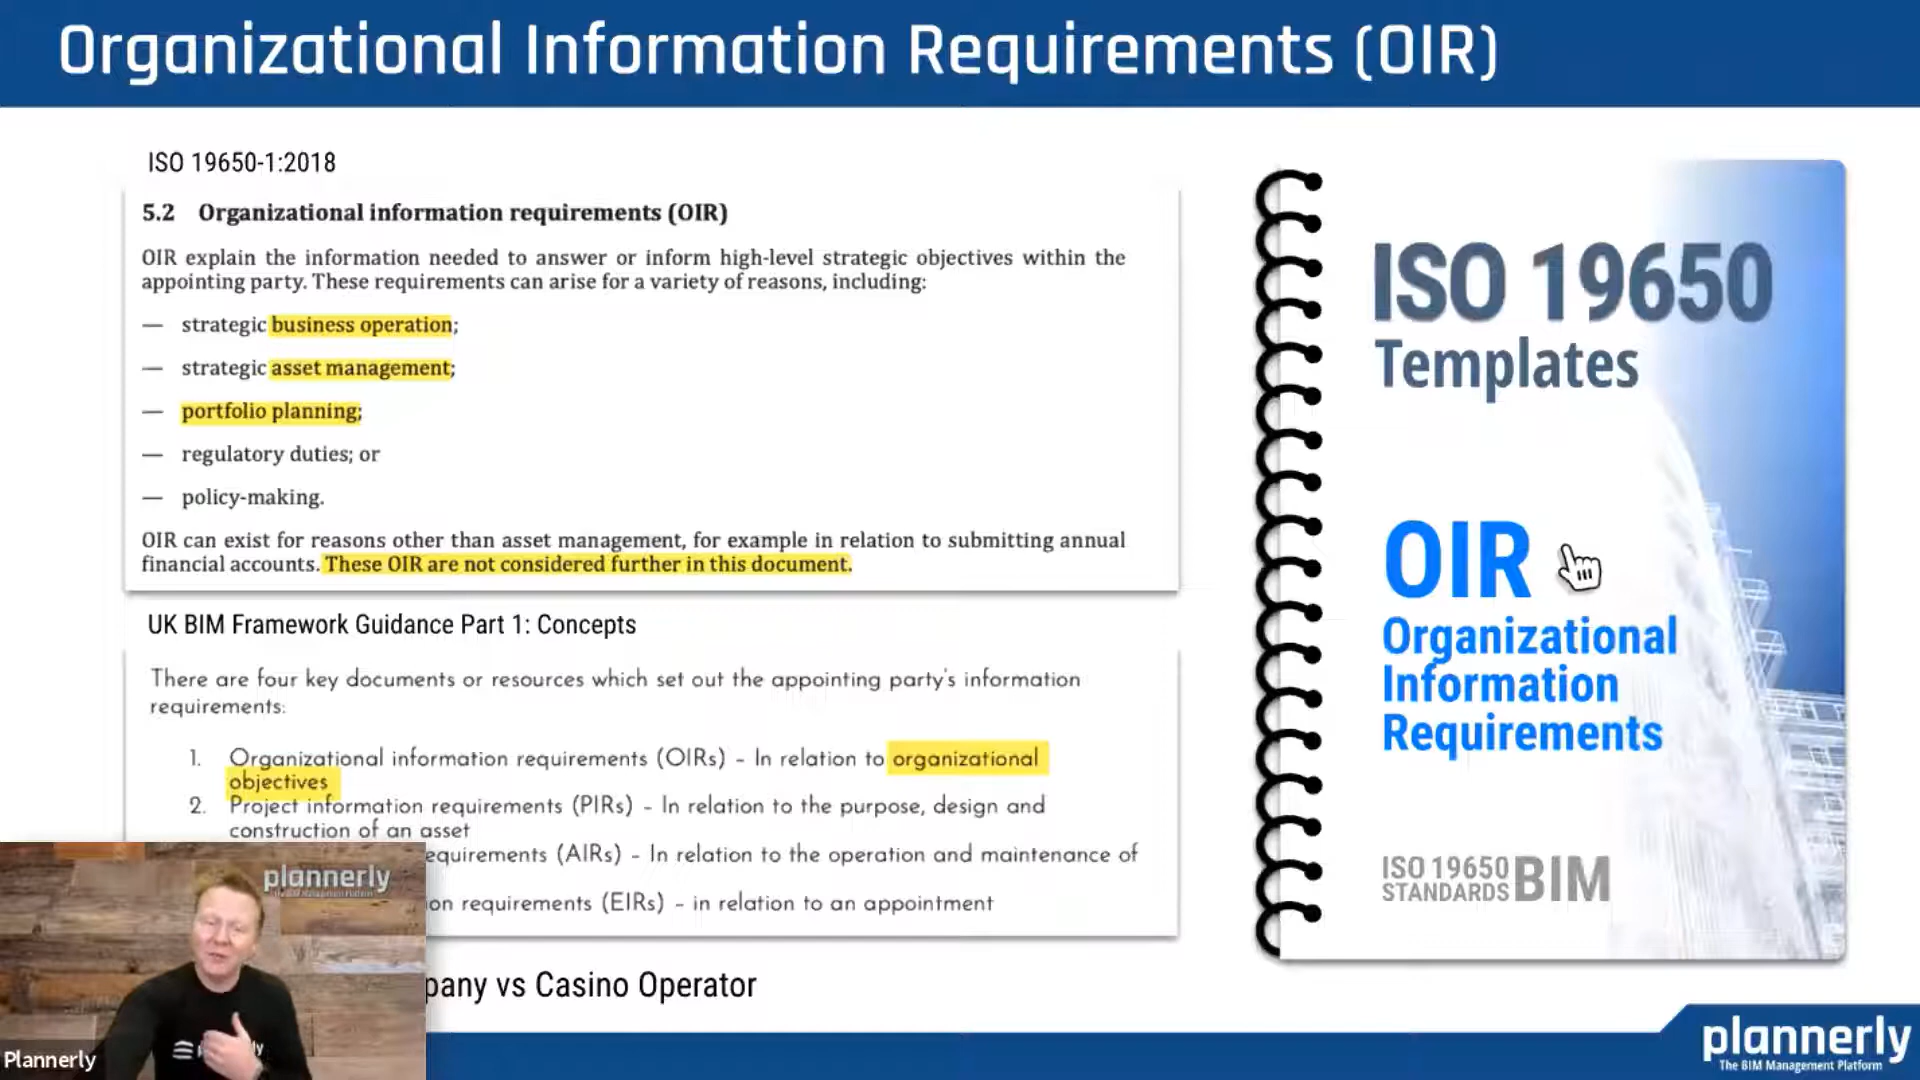 Organizational Information Requirements (OIR)
ISO 19650-1:2018
5.2 Organizational information requirements (OIR)
OIR explain the information needed to answer or inform high-level strategic objectives within the
appointing party. These requirements can arise for a variety of reasons, including:
— strategic business operation;
— strategic asset management;
— portfolio planning;
— regulatory duties; or
— policy-making.
OIR can exist for reasons other than asset management, for example in relation to submitting annual
financial accounts. These OIR are not considered further in this document.
UK BIM Framework Guidance Part 1: Concepts
There are four key documents or resources which set out the appointing party's information
requirements:
1. Organizational information requirements (OIRs) – In relation to organizational
objectives
2. Project information requirements (PIRs) – In relation to the purpose, design and
construction of an asset
equirements (AIRs) – In relation to the operation and maintenance of
on requirements (EIRs) – in relation to an appointment
pany vs Casino Operator
ISO 19650
Templates
OIR
Organizational
Information
Requirements
ISO 19650
STANDARDS BIM
plannerly
Plannerly
plannerly
The BIM Management Platform